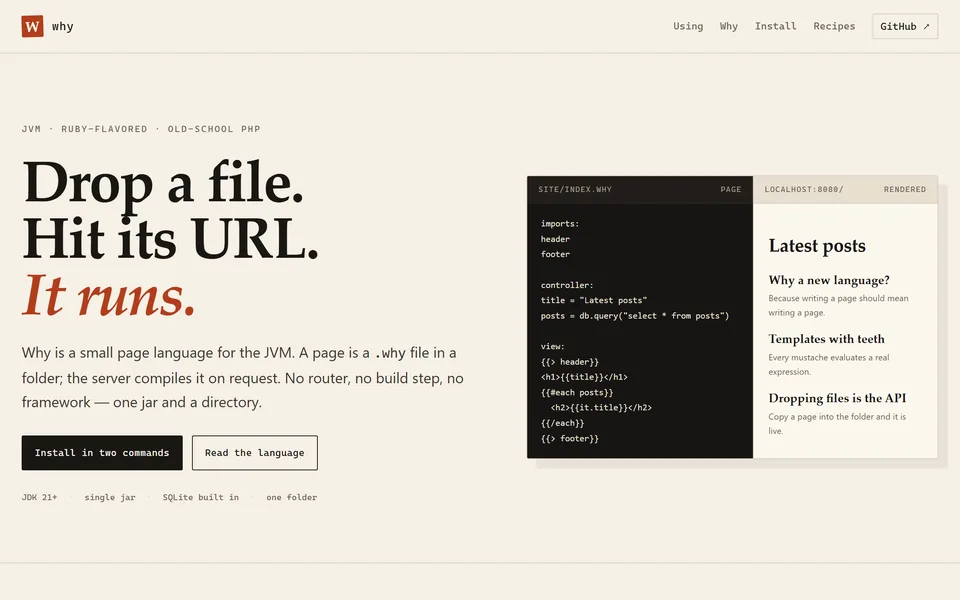 W why
Using Why Install Recipes GitHub ↗
JVM · RUBY-FLAVORED · OLD-SCHOOL PHP
Drop a file.
Hit its URL.
It runs.
Why is a small page language for the JVM. A page is a .why file in a
folder; the server compiles it on request. No router, no build step, no
framework — one jar and a directory.
Install in two commands
Read the language
JDK 21+ · single jar · SQLite built in · one folder
SITE/INDEX.WHY PAGE
imports:
header
footer
controller:
title = "Latest posts"
posts = db.query("select * from posts")
view:
{{> header}}
<h1>{{title}}</h1>
{{#each posts}}
<h2>{{it.title}}</h2>
{{/each}}
{{> footer}}
LOCALHOST:8080/ RENDERED
Latest posts
Why a new language?
Because writing a page should mean
writing a page.
Templates with teeth
Every mustache evaluates a real
expression.
Dropping files is the API
Copy a page into the folder and it is
live.